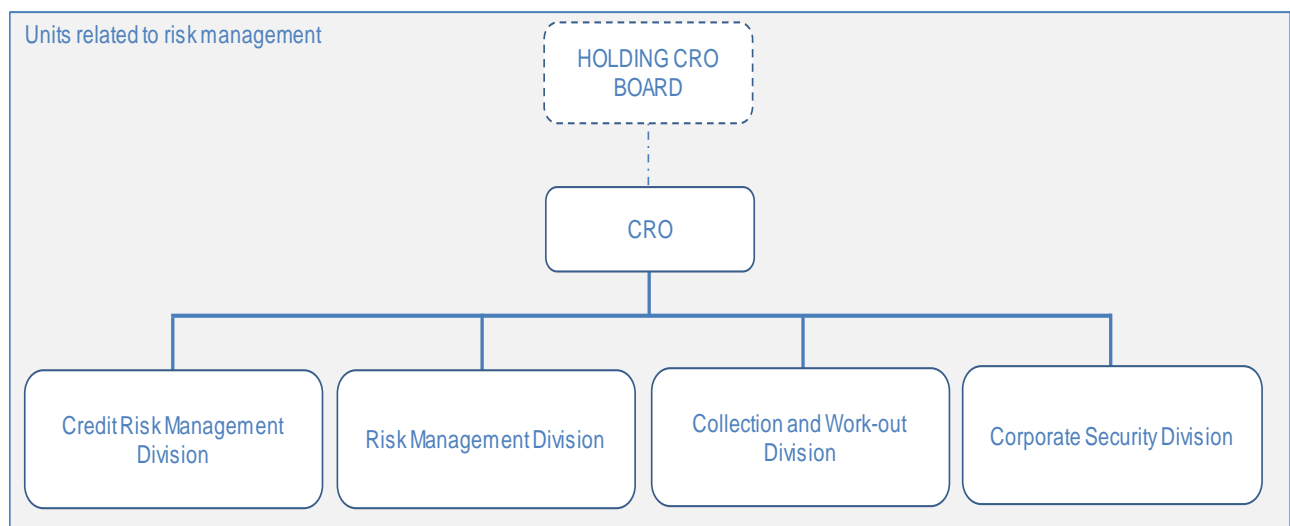 Units related to risk management
HOLDING CRO
BOARD
CRO
Credit Risk Management
Division
Risk Management Division
Collection and Work-out
Division
Corporate Security Division